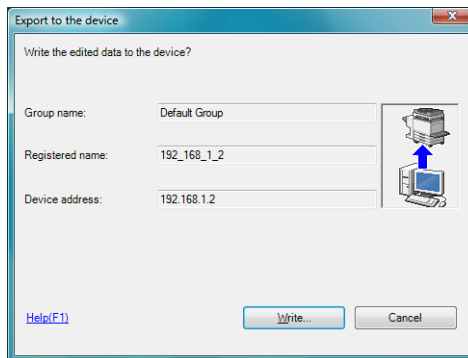 Export to the device
Write the edited data to the device?
Group name: Default Group
Registered name: 192_168_1_2
Device address: 192.168.1.2
Help(F1) Write... Cancel